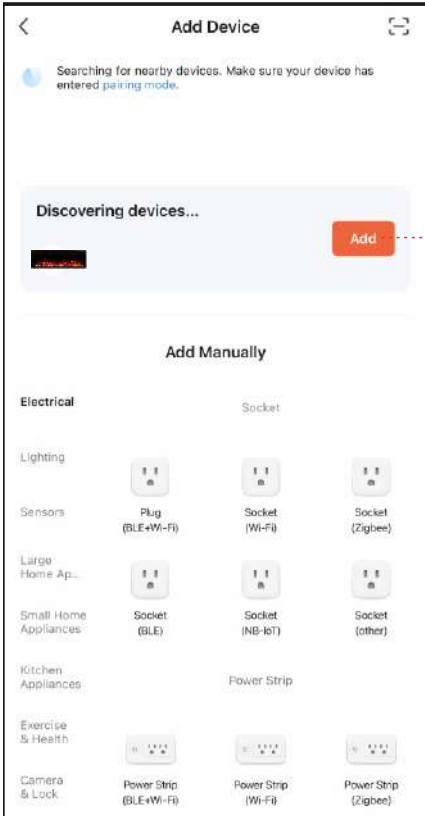 Add Device
Searching for nearby devices. Make sure your device has
entered pairing mode.
Discovering devices...
Add
Add Manually
Electrical
Socket
Lighting
Sensors
Plug
(BLE+Wi-Fi)
Socket
(Wi-Fi)
Socket
(Zigbee)
Large
Home Ap...
Small Home
Appliances
Socket
(BLE)
Socket
(NB-IoT)
Socket
(other)
Kitchen
Appliances
Power Strip
Exercise
& Health
Camera
& Lock
Power Strip
(BLE+Wi-Fi)
Power Strip
(Wi-Fi)
Power Strip
(Zigbee)